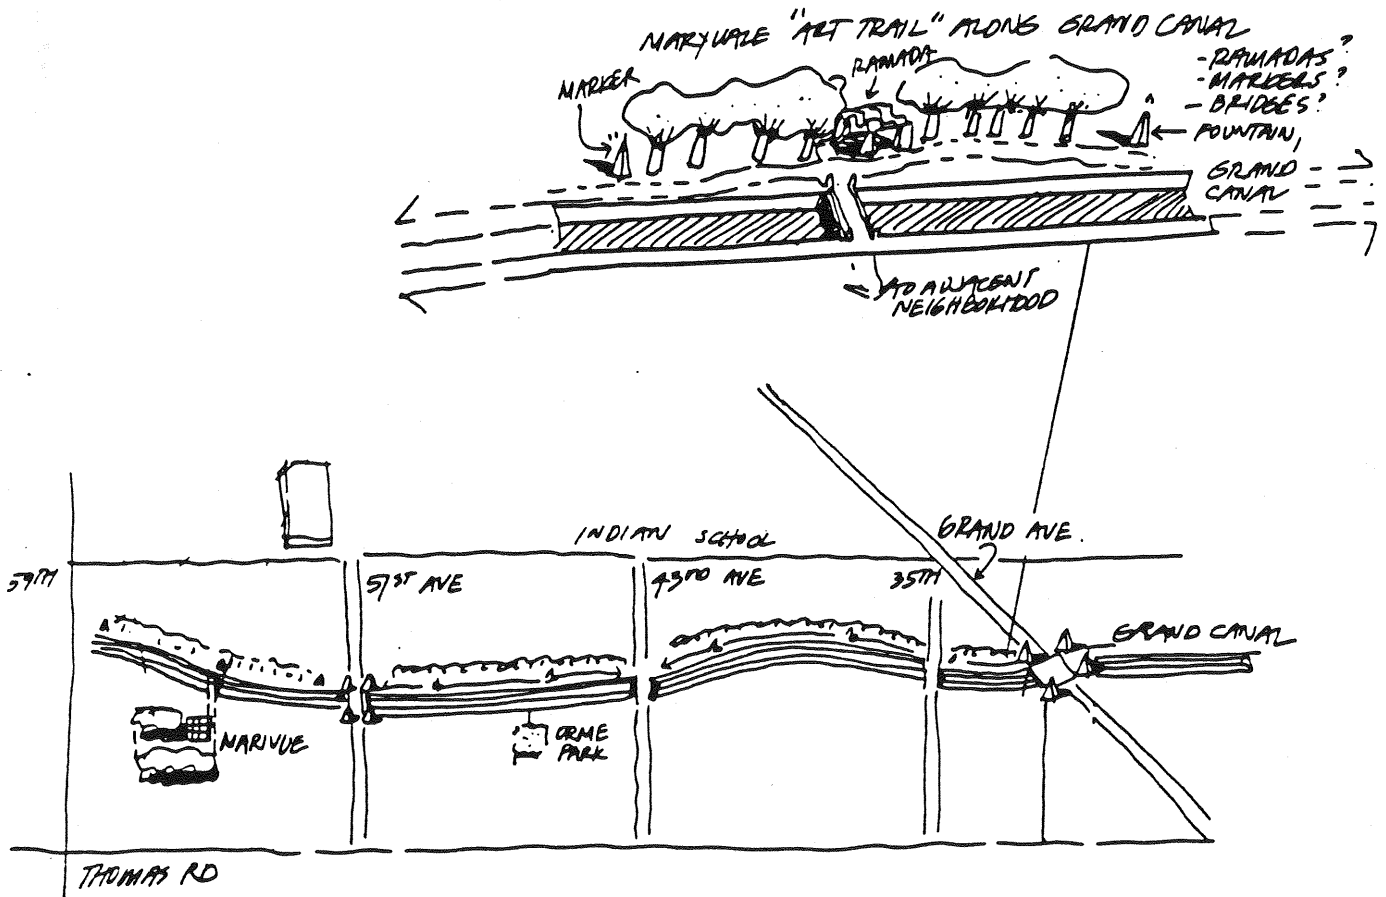 MARYVALE "ART TRAIL" ALONG GRAND CANAL
- RAMADAS?
- MARKERS?
- BRIDGES?
FOUNTAIN,
MARKER
RAMADA
GRAND
CANAL
TO ADJACENT
NEIGHBORHOOD
INDIAN SCHOOL
GRAND AVE.
59TH
51ST AVE
43RD AVE
35TH
GRAND CANAL
MARIVUE
ORME
PARK
THOMAS RD